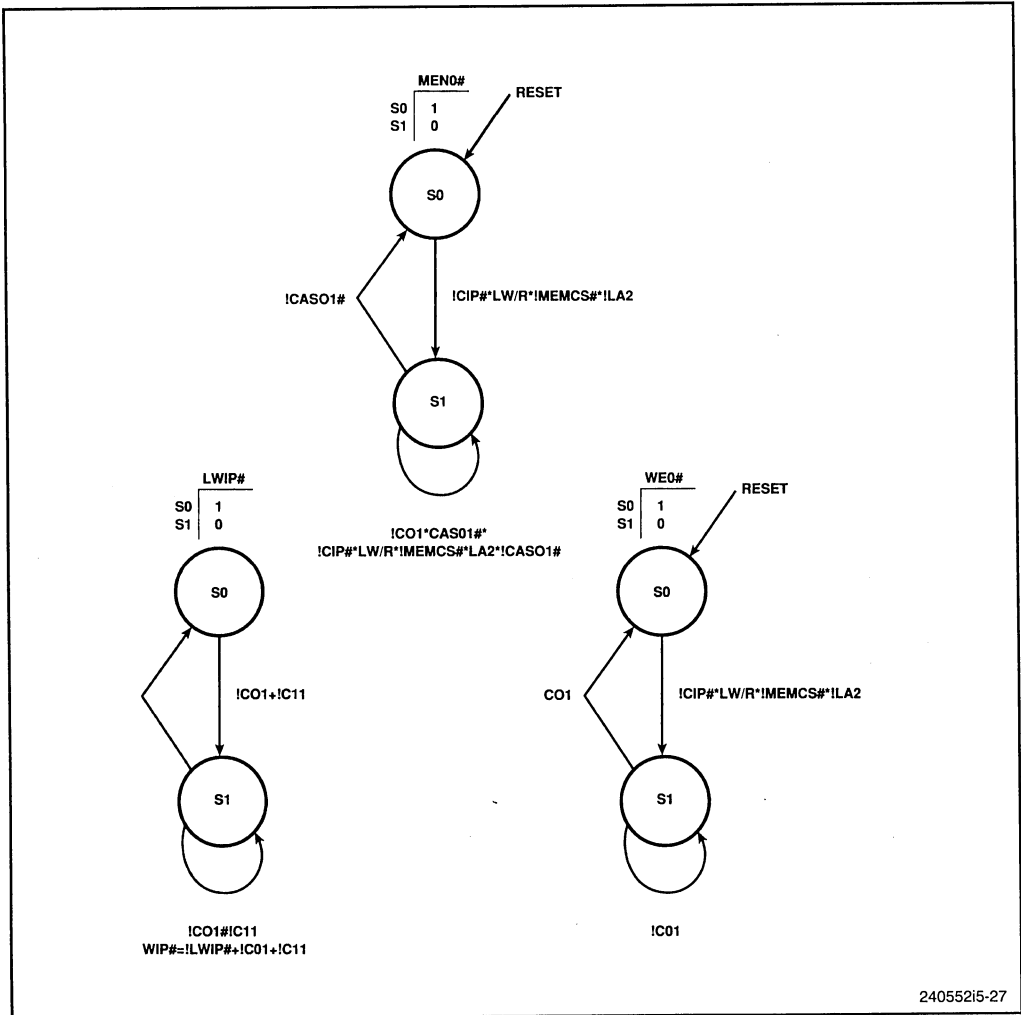 MEN0#
S0 1
S1 0
RESET
S0
!CASO1#
!CIP#*LW/R*!MEMCS#*!LA2
S1
!CO1*CAS01#*
!CIP#*LW/R*!MEMCS#*LA2*!CASO1#
LWIP#
S0 1
S1 0
S0
!CO1+!C11
S1
!CO1#!C11
WIP#=!LWIP#+!C01+!C11
WE0#
S0 1
S1 0
RESET
S0
CO1
!CIP#*LW/R*!MEMCS#*!LA2
S1
!C01
240552i5-27